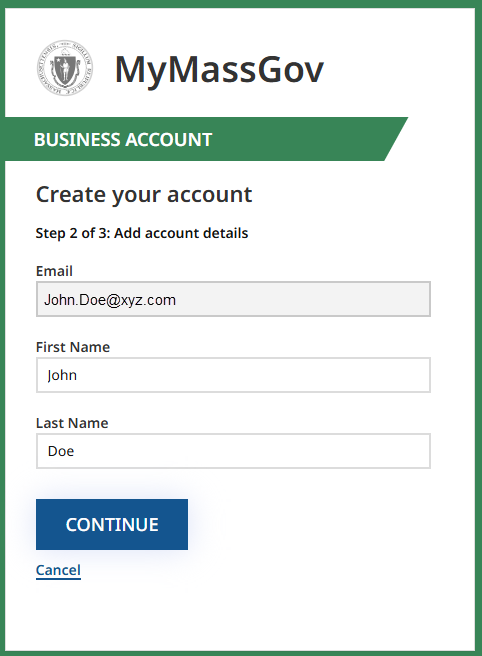 MyMassGov
BUSINESS ACCOUNT
Create your account
Step 2 of 3: Add account details
Email
John.Doe@xyz.com
First Name
John
Last Name
Doe
CONTINUE
Cancel